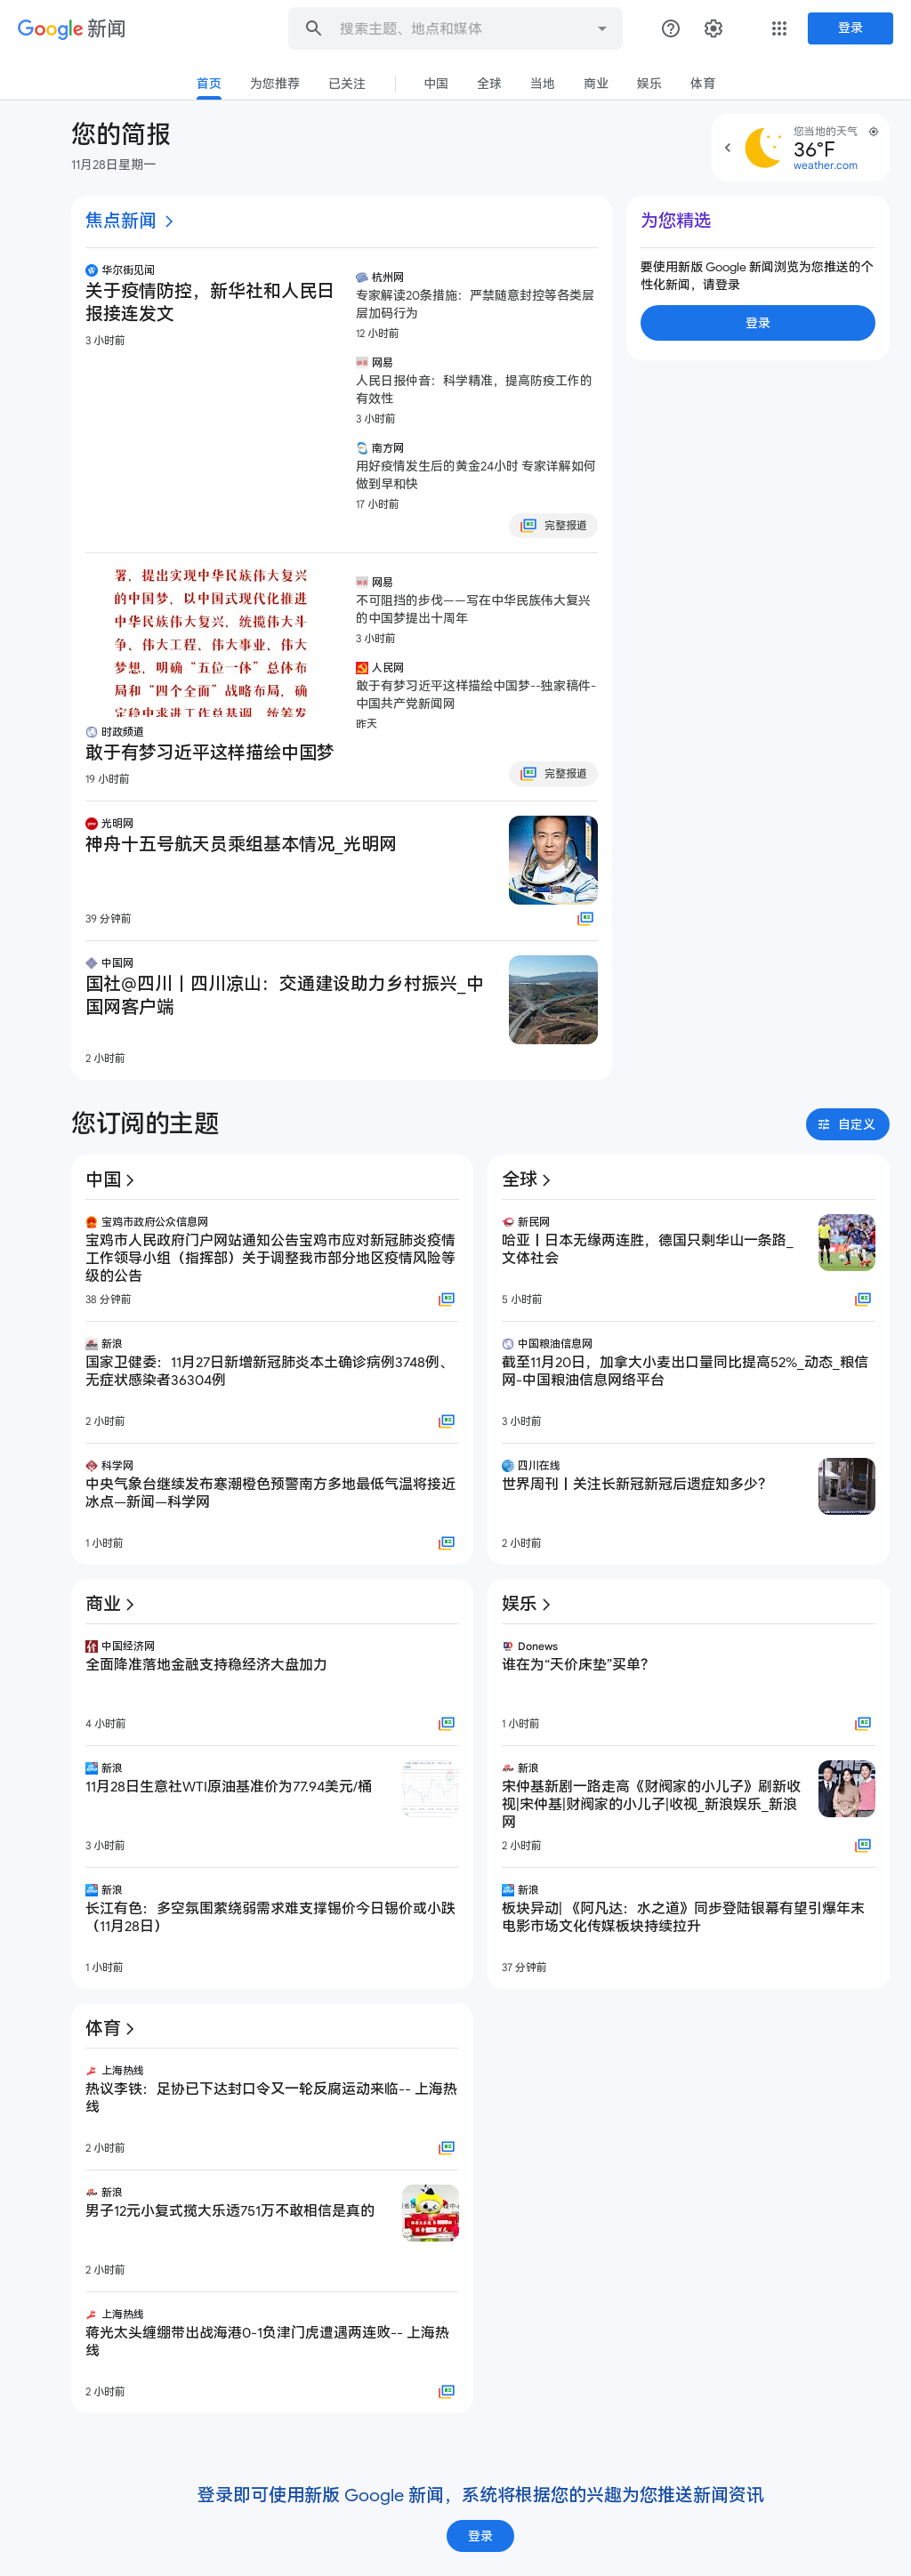 Google 新闻
搜索主题、地点和媒体
登录
首页
为您推荐
已关注
中国
全球
当地
商业
娱乐
体育
您的简报
11月28日星期一
您当地的天气
36°F
weather.com
焦点新闻
华尔街见闻
关于疫情防控，新华社和人民日
报接连发文
3 小时前
杭州网
专家解读20条措施：严禁随意封控等各类层
层加码行为
12 小时前
网易
人民日报仲音：科学精准，提高防疫工作的
有效性
3 小时前
南方网
用好疫情发生后的黄金24小时 专家详解如何
做到早和快
17 小时前
完整报道
为您精选
要使用新版 Google 新闻浏览为您推送的个
性化新闻，请登录
登录
署，提出实现中华民族伟大复兴
的中国梦，以中国式现代化推进
中华民族伟大复兴，统揽伟大斗
争、伟大工程、伟大事业、伟大
梦想，明确“五位一体”总体布
局和“四个全面”战略布局，确
定稳中求进工作总基调，统筹发
时政频道
敢于有梦习近平这样描绘中国梦
19 小时前
网易
不可阻挡的步伐——写在中华民族伟大复兴
的中国梦提出十周年
3 小时前
人民网
敢于有梦习近平这样描绘中国梦--独家稿件-
中国共产党新闻网
昨天
完整报道
光明网
神舟十五号航天员乘组基本情况_光明网
39 分钟前
中国网
国社@四川丨四川凉山：交通建设助力乡村振兴_中
国网客户端
2 小时前
您订阅的主题
自定义
中国
宝鸡市政府公众信息网
宝鸡市人民政府门户网站通知公告宝鸡市应对新冠肺炎疫情
工作领导小组（指挥部）关于调整我市部分地区疫情风险等
级的公告
38 分钟前
新浪
国家卫健委：11月27日新增新冠肺炎本土确诊病例3748例、
无症状感染者36304例
2 小时前
科学网
中央气象台继续发布寒潮橙色预警南方多地最低气温将接近
冰点—新闻—科学网
1 小时前
全球
新民网
哈亚丨日本无缘两连胜，德国只剩华山一条路_
文体社会
5 小时前
中国粮油信息网
截至11月20日，加拿大小麦出口量同比提高52%_动态_粮信
网-中国粮油信息网络平台
3 小时前
四川在线
世界周刊丨关注长新冠新冠后遗症知多少？
2 小时前
商业
中国经济网
全面降准落地金融支持稳经济大盘加力
4 小时前
新浪
11月28日生意社WTI原油基准价为77.94美元/桶
3 小时前
新浪
长江有色：多空氛围萦绕弱需求难支撑锡价今日锡价或小跌
（11月28日）
1 小时前
娱乐
Donews
谁在为“天价床垫”买单？
1 小时前
新浪
宋仲基新剧一路走高《财阀家的小儿子》刷新收
视|宋仲基|财阀家的小儿子|收视_新浪娱乐_新浪
网
2 小时前
新浪
板块异动| 《阿凡达：水之道》同步登陆银幕有望引爆年末
电影市场文化传媒板块持续拉升
37 分钟前
体育
上海热线
热议李铁：足协已下达封口令又一轮反腐运动来临-- 上海热
线
2 小时前
新浪
男子12元小复式揽大乐透751万不敢相信是真的
2 小时前
上海热线
蒋光太头缠绷带出战海港0-1负津门虎遭遇两连败-- 上海热
线
2 小时前
登录即可使用新版 Google 新闻，系统将根据您的兴趣为您推送新闻资讯
登录